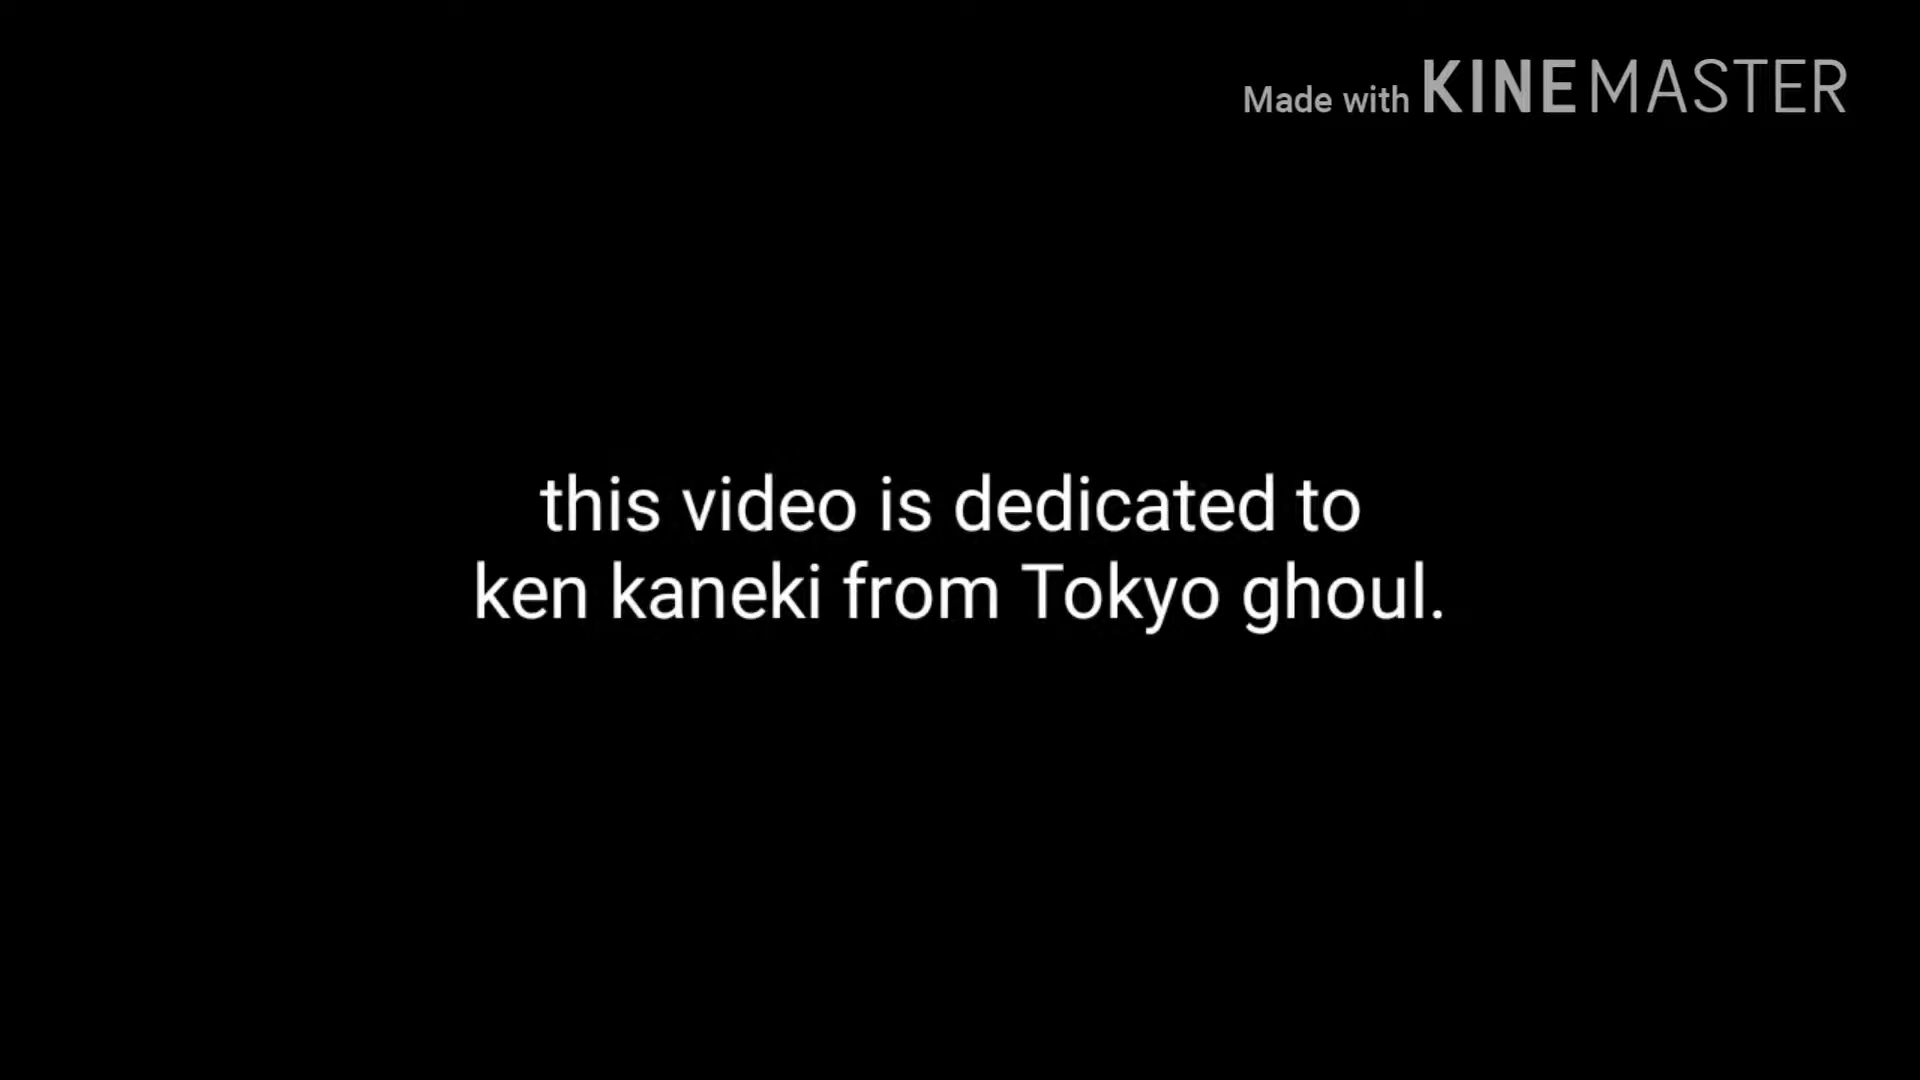 Made with KINEMASTER
this video is dedicated to
ken kaneki from Tokyo ghoul.